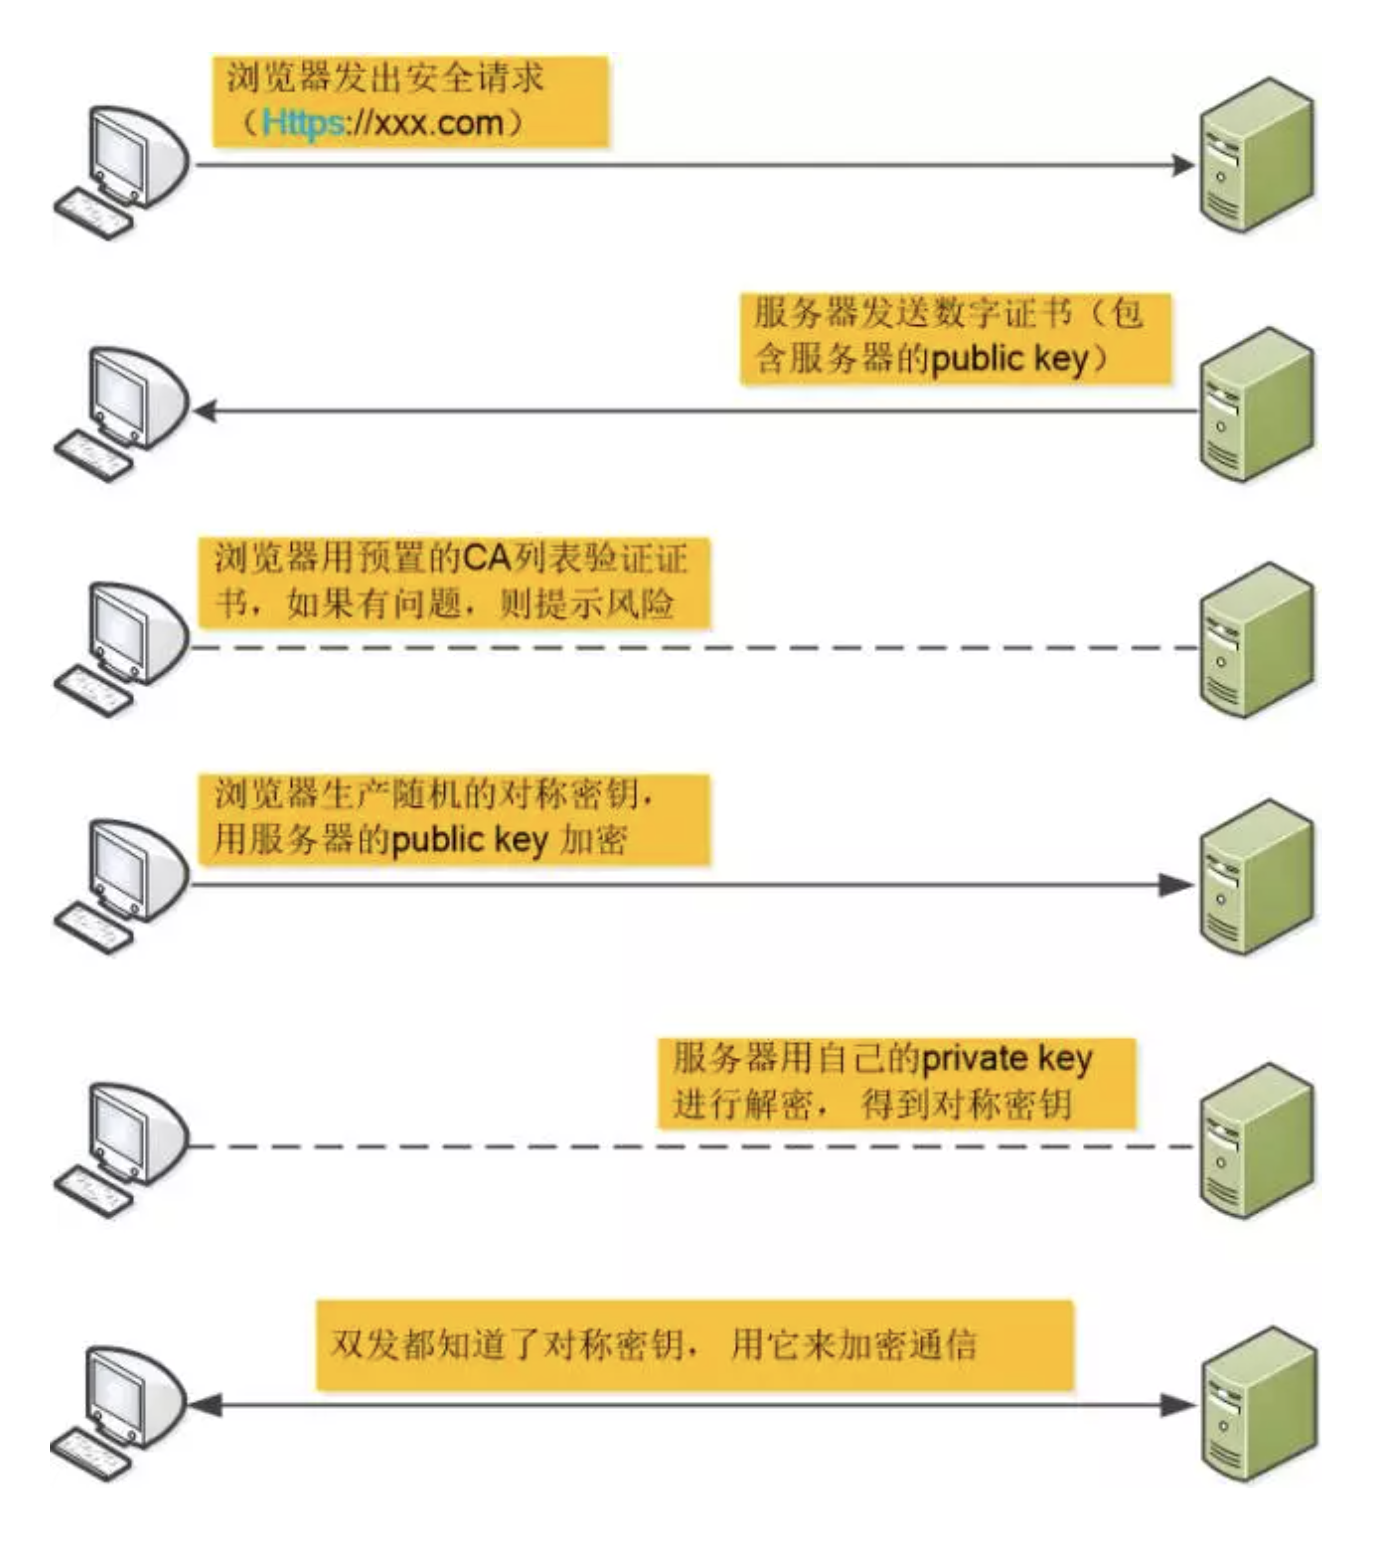 浏览器发出安全请求
（Https://xxx.com）
服务器发送数字证书（包
含服务器的public key）
浏览器用预置的CA列表验证证
书，如果有问题，则提示风险
浏览器生产随机的对称密钥，
用服务器的public key 加密
服务器用自己的private key
进行解密， 得到对称密钥
双发都知道了对称密钥， 用它来加密通信